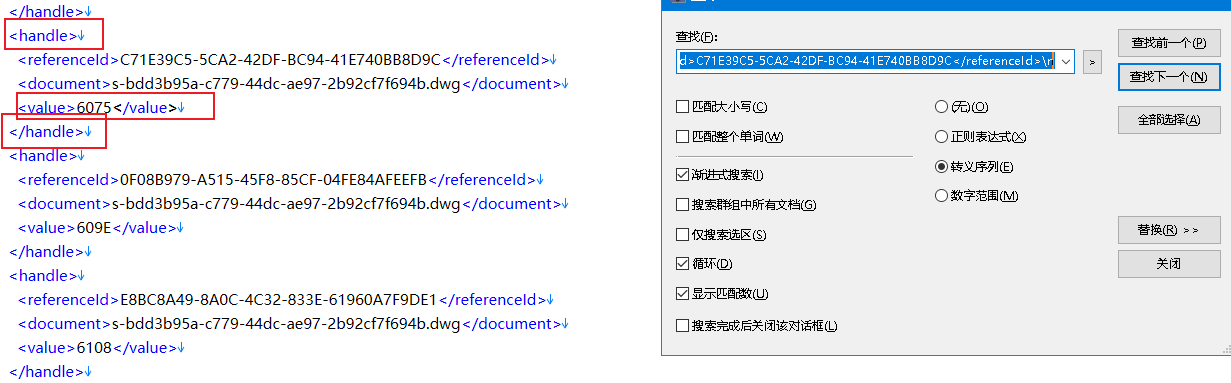 </handle>↓
<handle>↓
<referenceId>C71E39C5-5CA2-42DF-BC94-41E740BB8D9C</referenceId>↓
<document>s-bdd3b95a-c779-44dc-ae97-2b92cf7f694b.dwg</document>↓
<value>6075</value>↓
</handle>↓
<handle>↓
<referenceId>0F08B979-A515-45F8-85CF-04FE84AFEEFB</referenceId>↓
<document>s-bdd3b95a-c779-44dc-ae97-2b92cf7f694b.dwg</document>↓
<value>609E</value>↓
</handle>↓
<handle>↓
<referenceId>E8BC8A49-8A0C-4C32-833E-61960A7F9DE1</referenceId>↓
<document>s-bdd3b95a-c779-44dc-ae97-2b92cf7f694b.dwg</document>↓
<value>6108</value>↓
</handle>↓
查找(F):
d>C71E39C5-5CA2-42DF-BC94-41E740BB8D9C</referenceId>\r
>
匹配大小写(C)
匹配整个单词(W)
渐进式搜索(I)
搜索群组中所有文档(G)
仅搜索选区(S)
循环(D)
显示匹配数(U)
搜索完成后关闭该对话框(L)
(无)(O)
正则表达式(X)
转义序列(E)
数字范围(M)
查找前一个(P)
查找下一个(N)
全部选择(A)
替换(R) >>
关闭